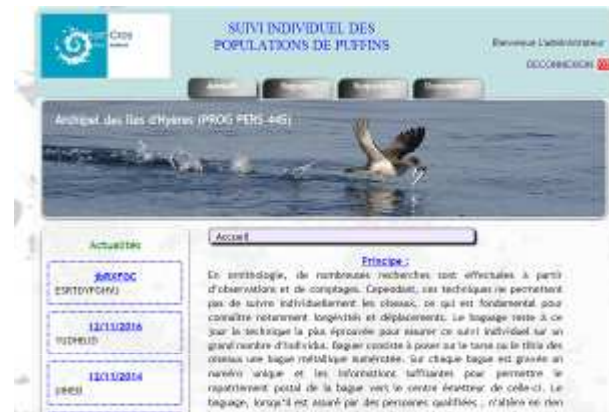 SUIVI INDIVIDUEL DES
POPULATIONS DE PUFFINS
Bienvenue L'administrateur
DECONNEXION
Archipel des îles d'Hyères (PROG PERS 445)
Actualités
12/11/2016
12/11/2014
Accueil
Principe :
En ornithologie, de nombreuses recherches sont effectuées à partir
d'observations et de comptages. Cependant, ces techniques ne permettent
pas de suivre individuellement les oiseaux, ce qui est fondamental pour
connaître notamment longévités et déplacements. Le baguage reste à ce
jour la technique la plus éprouvée pour assurer ce suivi individuel sur un
grand nombre d'individus. Baguer consiste à poser sur le tarse ou le tibia des
oiseaux une bague métallique numérotée. Sur chaque bague est gravée un
numéro unique et les informations suffisantes pour permettre le
rapatriement postal de la bague vers le centre émetteur de celle-ci. Le
baguage, lorsqu'il est assuré par des personnes qualifiées ; n'altère en rien